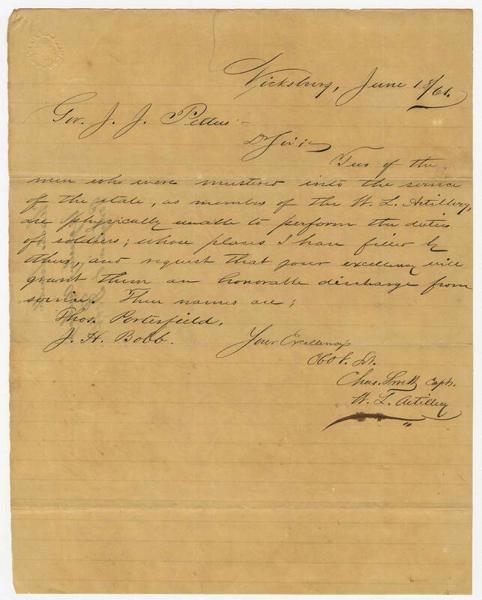 Vicksburg, June 18/61.
Gov. J. J. Pettus
Dr Sir;
Two of the
men who were mustered into the service
of the state, as members of the W. L. Artillery,
are physically unable to perform the duties
of soldiers; whose places I have filled by
others, and request that your excellency will
grant them an honorable discharge from
service. Their names are;
Thos. Porterfield.
J. H. Bobb.
Your Excellency's
Obt. St.
Chas. Smith Capt.
W. L. Artillery